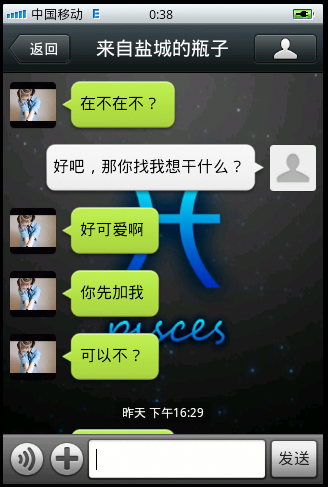 中国移动 E 0:38
返回
来自盐城的瓶子
在不在不？
好吧，那你找我想干什么？
好可爱啊
你先加我
可以不？
pisces
昨天 下午16:29
发送